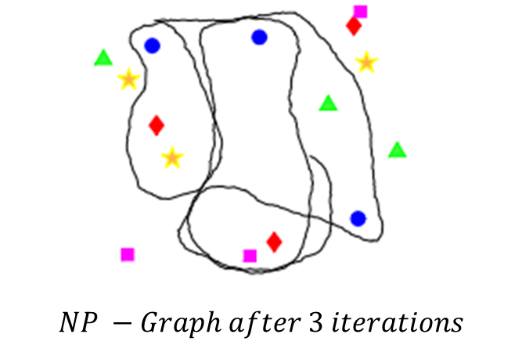 NP – Graph after 3 iterations